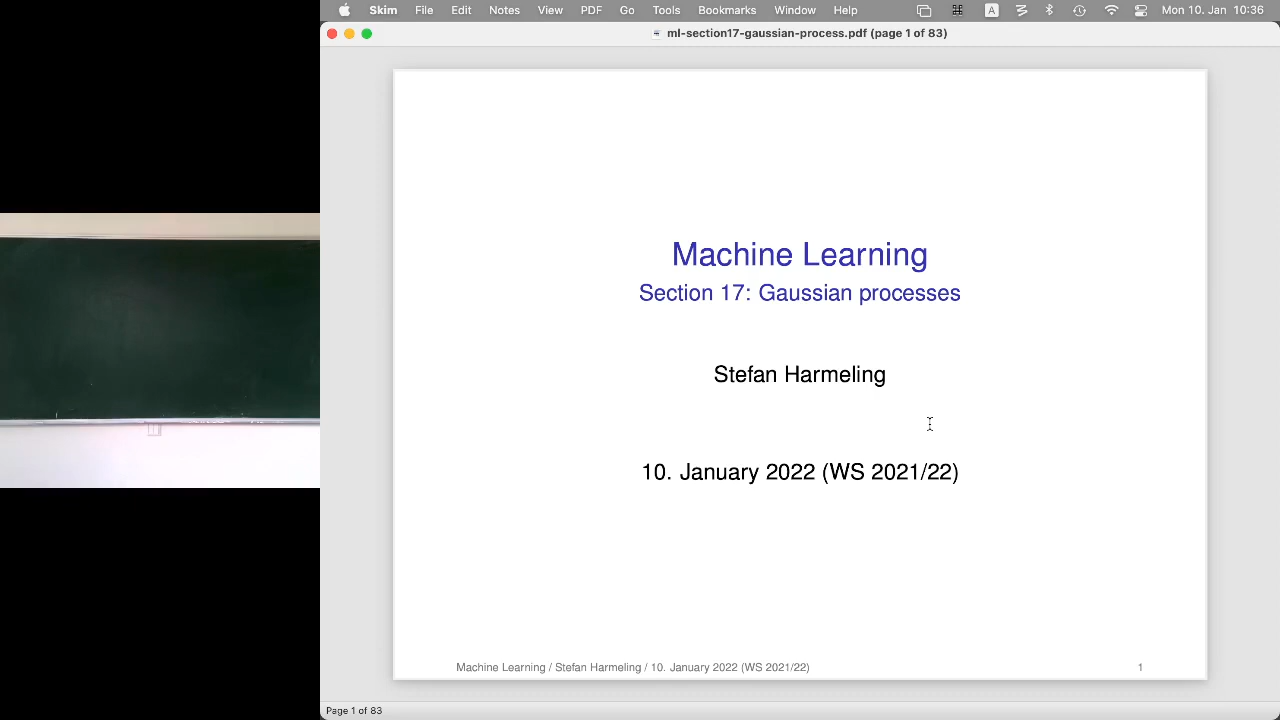 Skim File Edit Notes View PDF Go Tools Bookmarks Window Help A Mon 10. Jan 10:36
ml-section17-gaussian-process.pdf (page 1 of 83)
Machine Learning
Section 17: Gaussian processes
Stefan Harmeling
10. January 2022 (WS 2021/22)
Machine Learning / Stefan Harmeling / 10. January 2022 (WS 2021/22) 1
Page 1 of 83